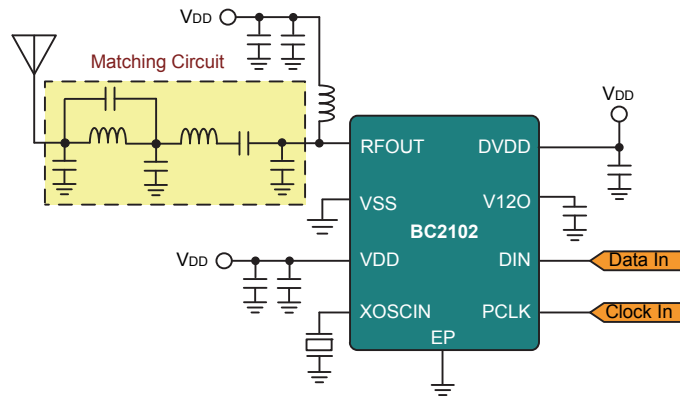 VDD
Matching Circuit
VDD
RFOUT
DVDD
VSS
V12O
BC2102
VDD
VDD
DIN
Data In
XOSCIN
PCLK
Clock In
EP